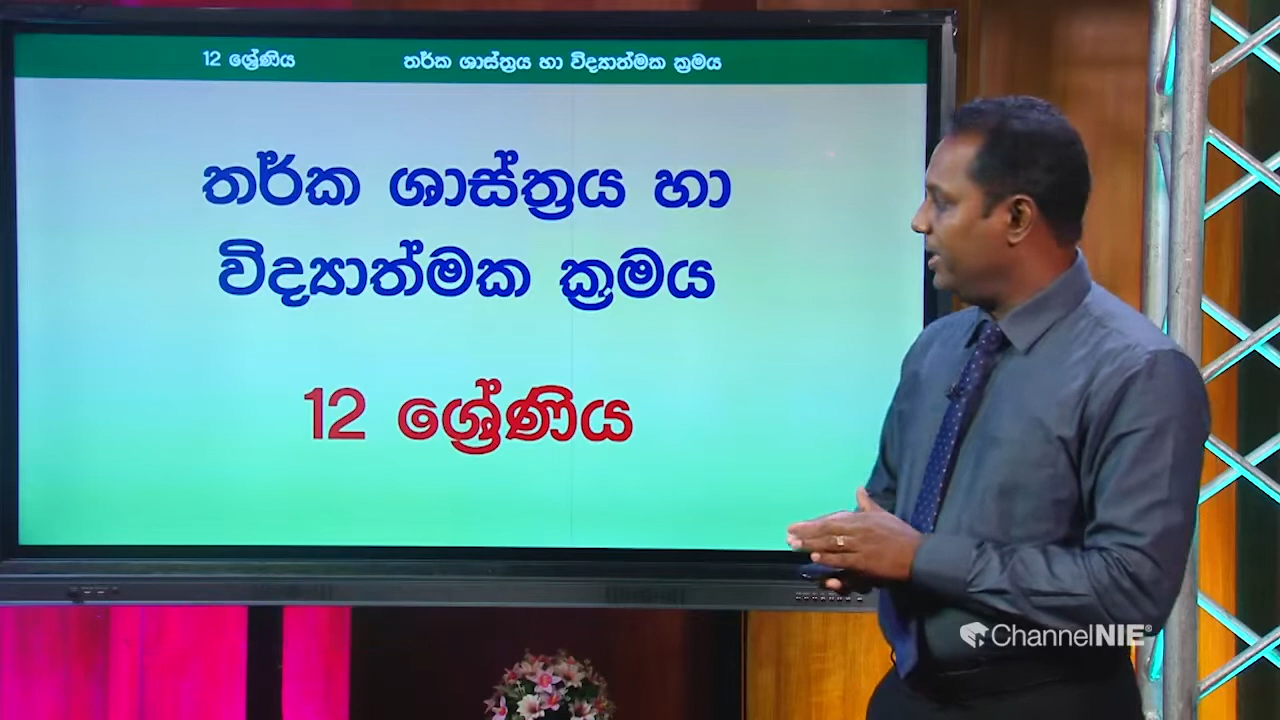 12 ශ්‍රේණිය තර්ක ශාස්ත්‍රය හා විද්‍යාත්මක ක්‍රමය
තර්ක ශාස්ත්‍රය හා
විද්‍යාත්මක ක්‍රමය
12 ශ්‍රේණිය
ChannelNIE®